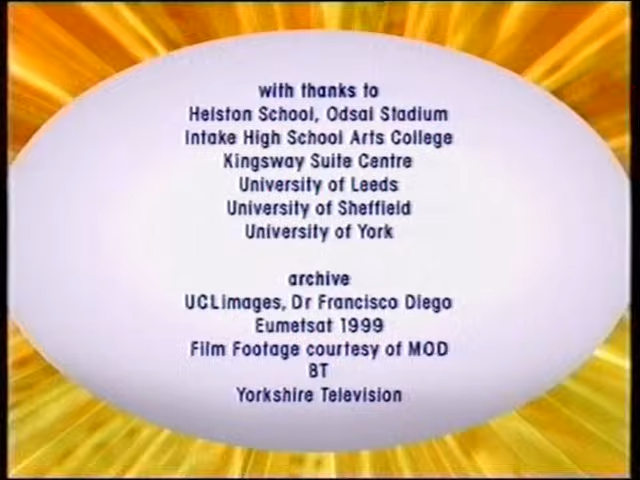 with thanks to
Helston School, Odsal Stadium
Intake High School Arts College
Kingsway Suite Centre
University of Leeds
University of Sheffield
University of York
archive
UCLimages, Dr Francisco Diego
Eumetsat 1999
Film Footage courtesy of MOD
BT
Yorkshire Television